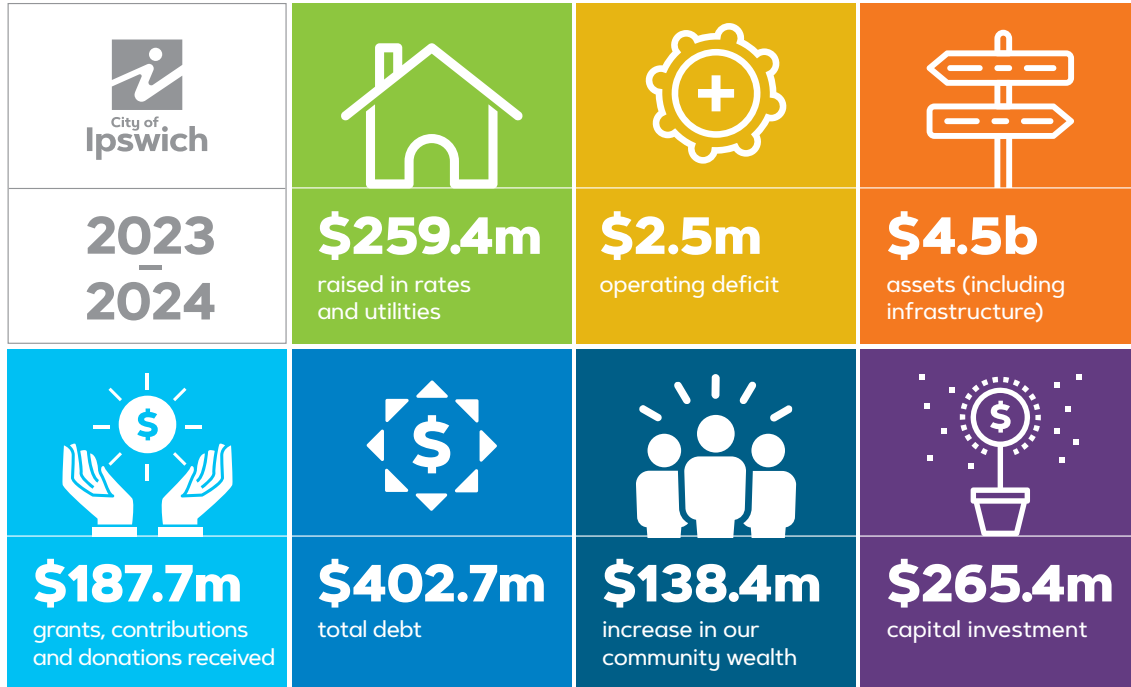 City of
Ipswich
2023
–
2024
$259.4m
raised in rates
and utilities
$2.5m
operating deficit
$4.5b
assets (including
infrastructure)
$
$187.7m
grants, contributions
and donations received
$
$402.7m
total debt
$138.4m
increase in our
community wealth
$
$265.4m
capital investment